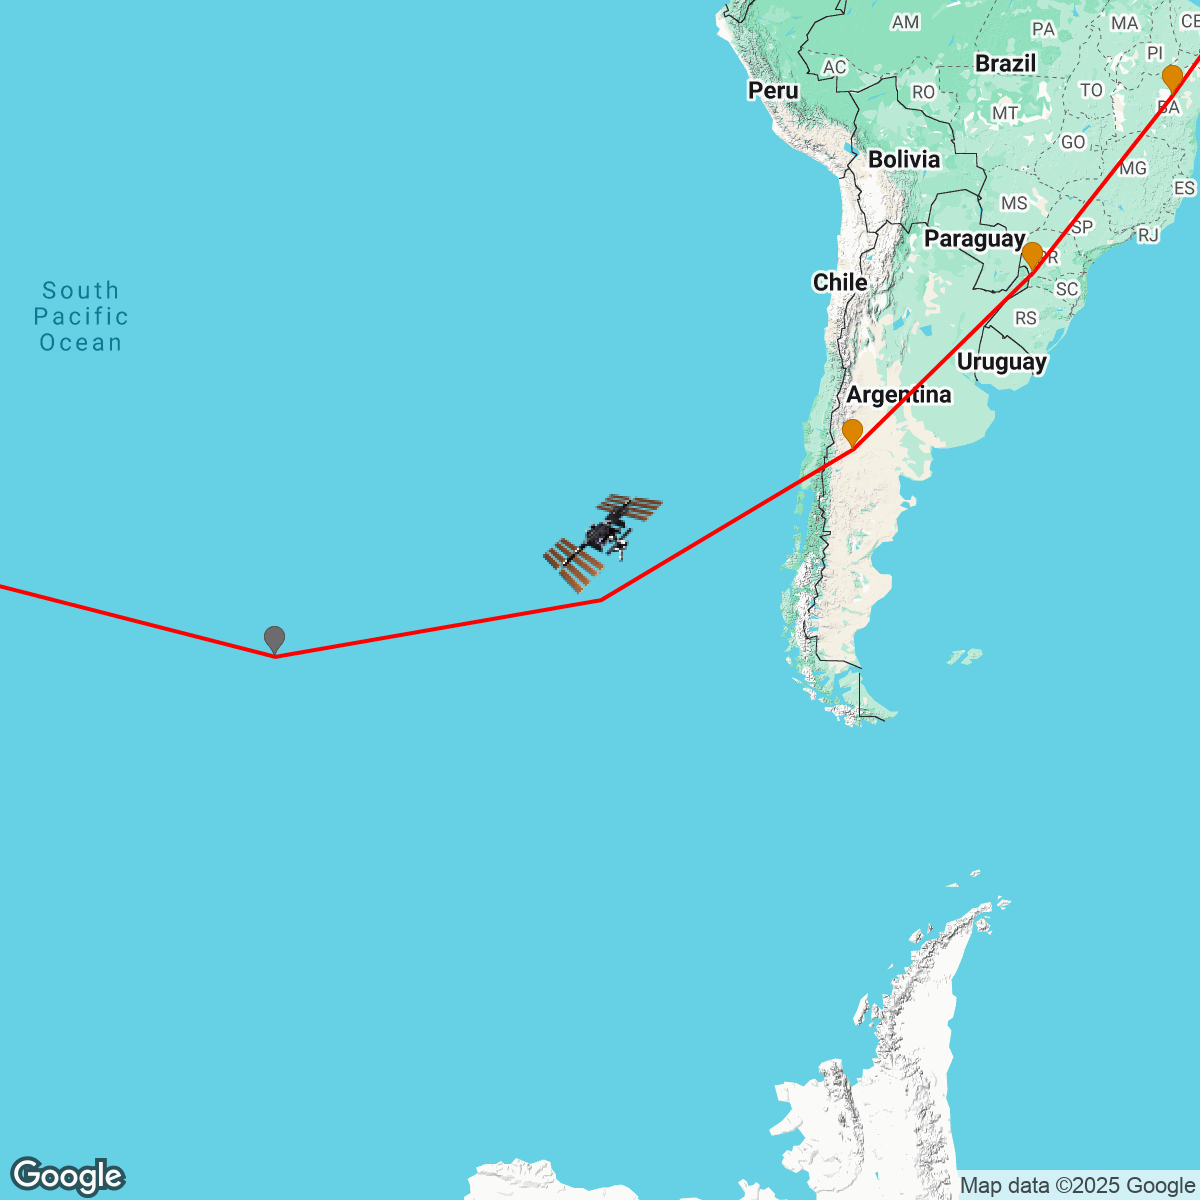 AM
PA
MA
CE
PI
Brazil
AC
Peru
RO
TO
MT
BA
GO
Bolivia
MG
MS
ES
SP
Paraguay
RJ
PR
Chile
SC
South
Pacific
Ocean
RS
Uruguay
Argentina
Google
Map data ©2025 Google